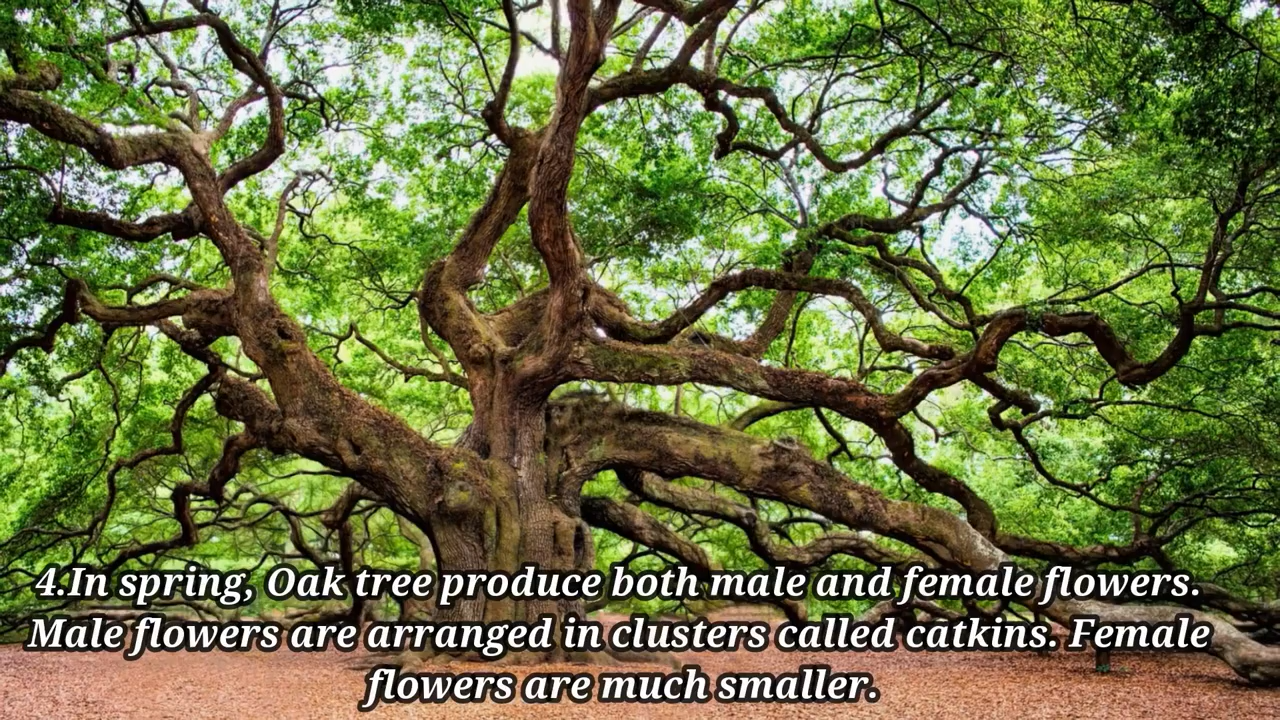 4.In spring, Oak tree produce both male and female flowers.
Male flowers are arranged in clusters called catkins. Female
flowers are much smaller.